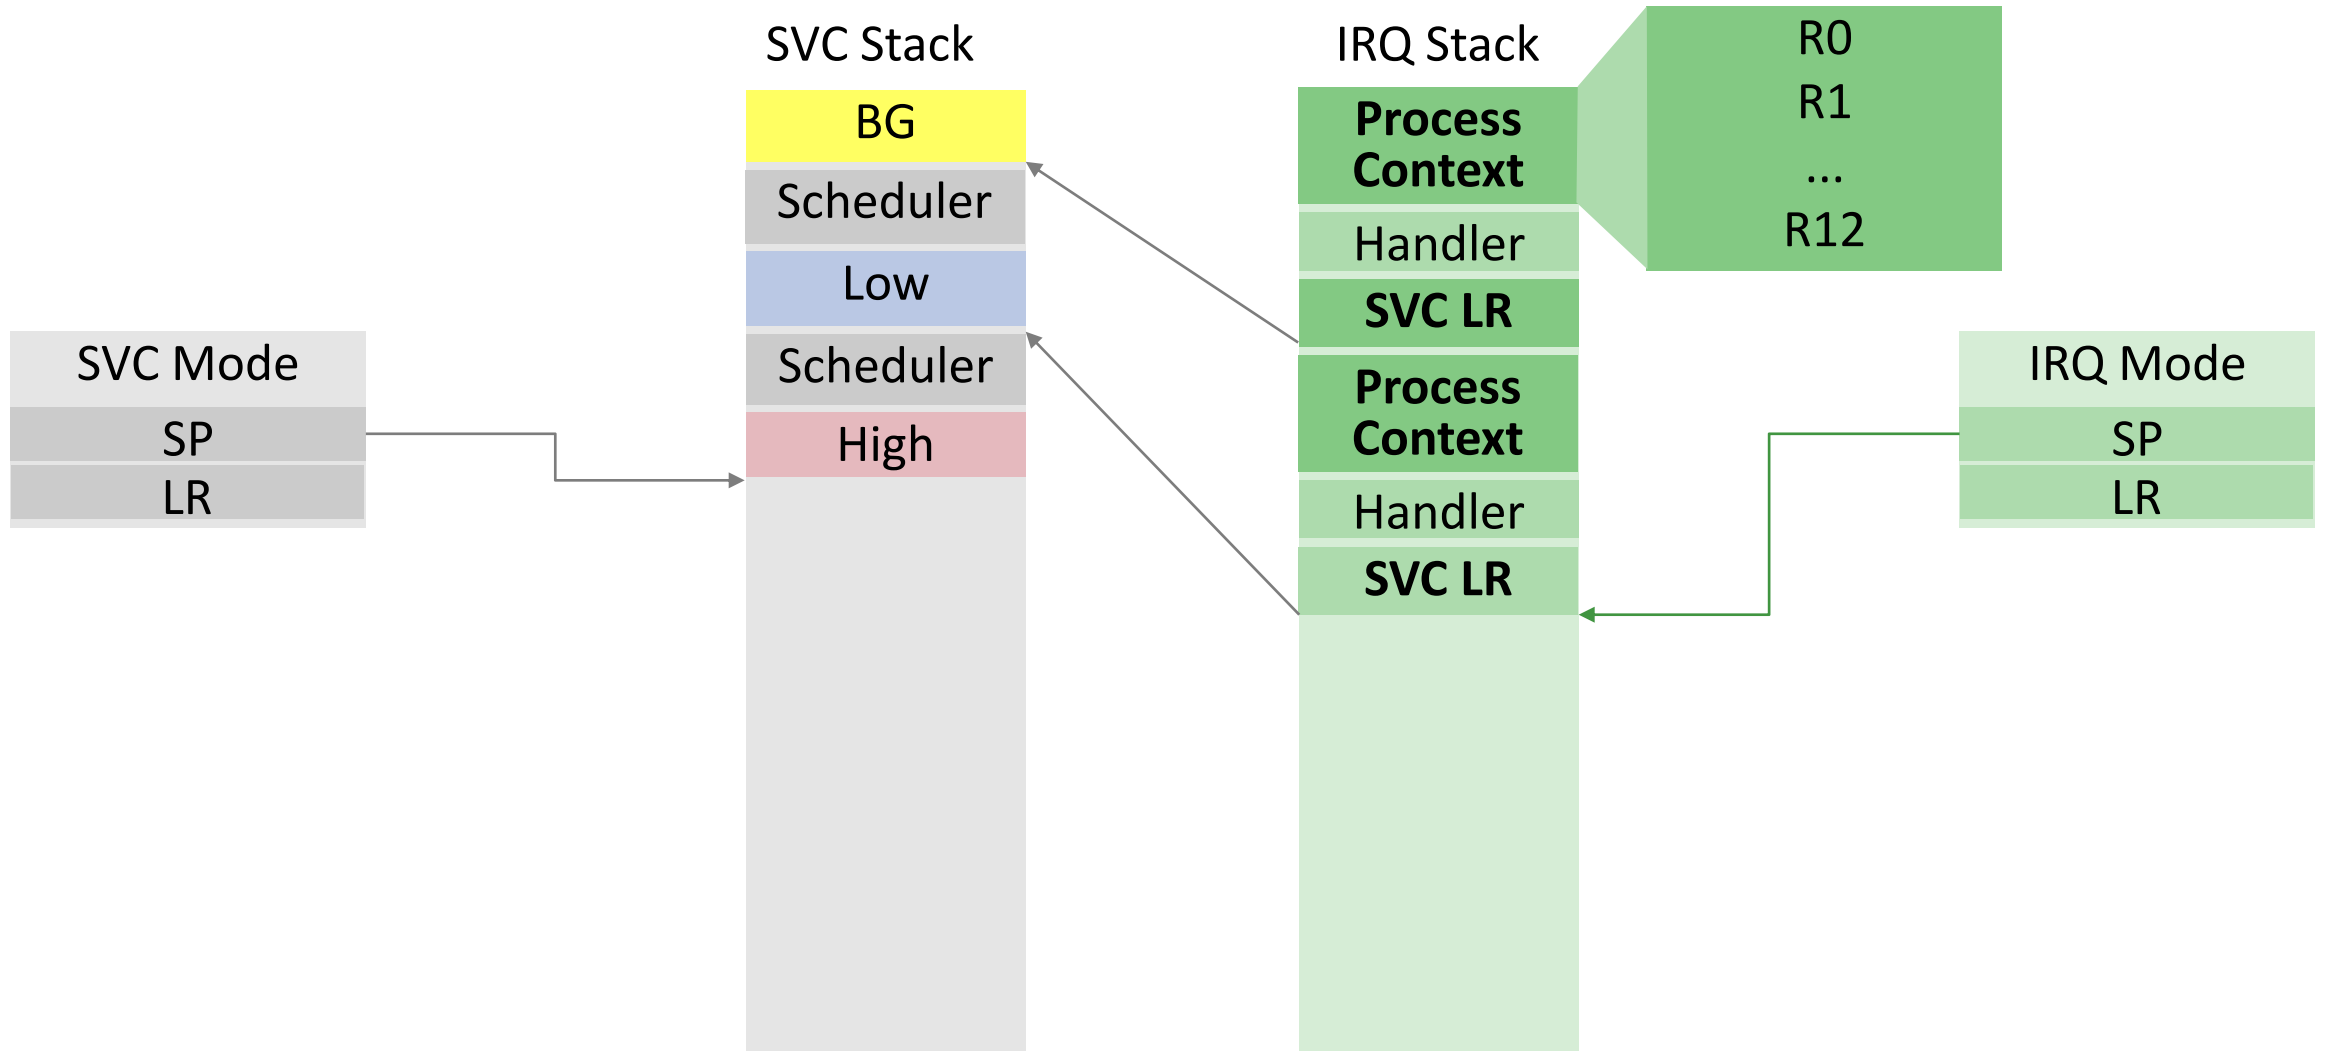 SVC Stack
BG
Scheduler
Low
Scheduler
High
SVC Mode
SP
LR
IRQ Stack
Process
Context
Handler
SVC LR
Process
Context
Handler
SVC LR
R0
R1
...
R12
IRQ Mode
SP
LR